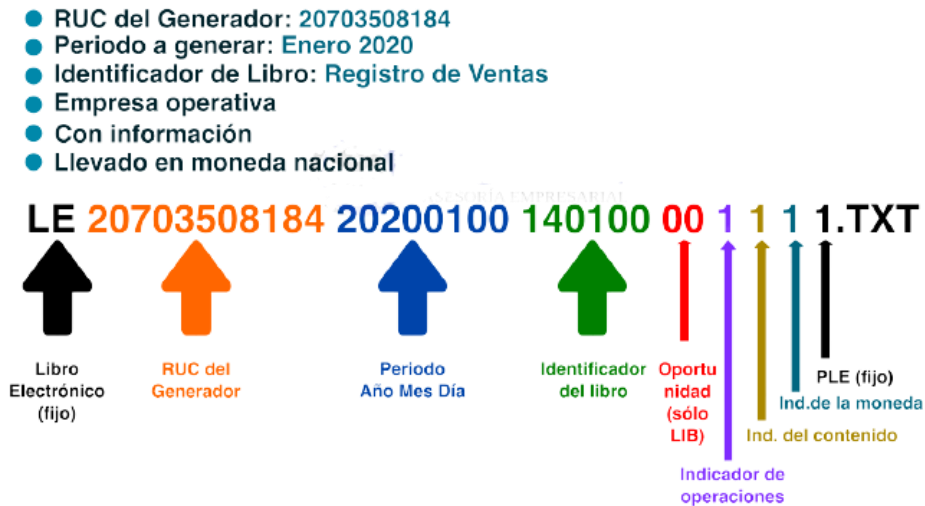 RUC del Generador: 20703508184
Periodo a generar: Enero 2020
Identificador de Libro: Registro de Ventas
Empresa operativa
Con información
Llevado en moneda nacional
ASESORÍA EMPRESARIAL
LE 20703508184 20200100 140100 00 1 1 1 1.TXT
Libro
Electrónico
(fijo)
RUC del
Generador
Periodo
Año Mes Día
Identificador
del libro
Oportu
nidad
(sólo
LIB)
PLE (fijo)
Ind.de la moneda
Ind. del contenido
Indicador de
operaciones